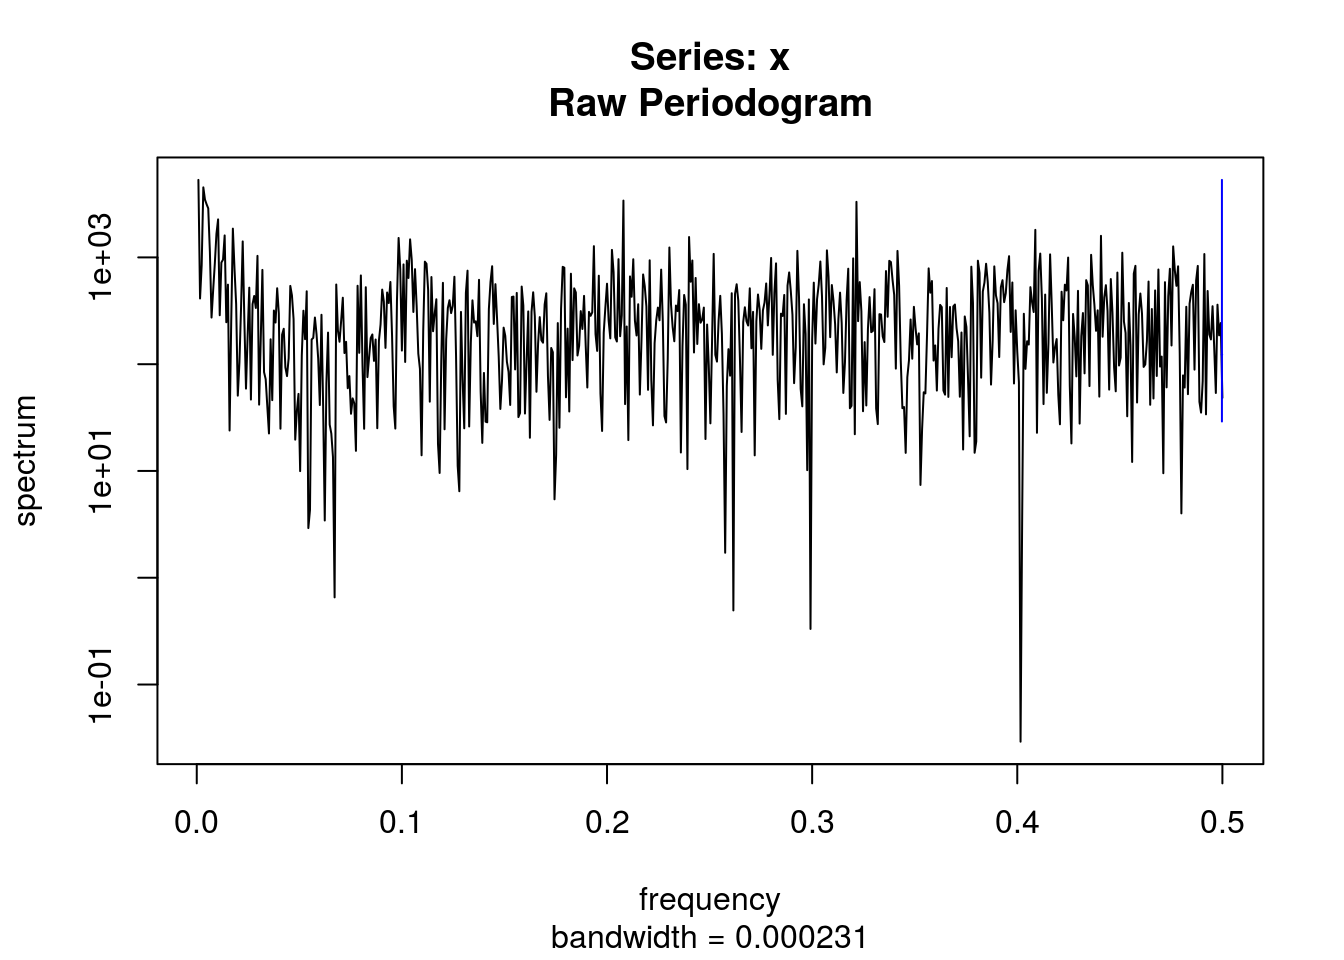 Series: x
Raw Periodogram
spectrum
1e+03
1e+01
1e-01
0.0 0.1 0.2 0.3 0.4 0.5
frequency
bandwidth = 0.000231